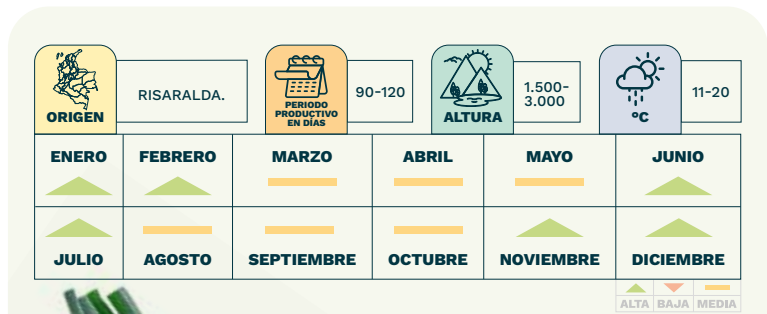 ORIGEN
RISARALDA.
PERIODO
PRODUCTIVO
EN DÍAS
90-120
ALTURA
1.500-
3.000
ºC
11-20
ENERO FEBRERO MARZO ABRIL MAYO JUNIO
JULIO AGOSTO SEPTIEMBRE OCTUBRE NOVIEMBRE DICIEMBRE
ALTA BAJA MEDIA